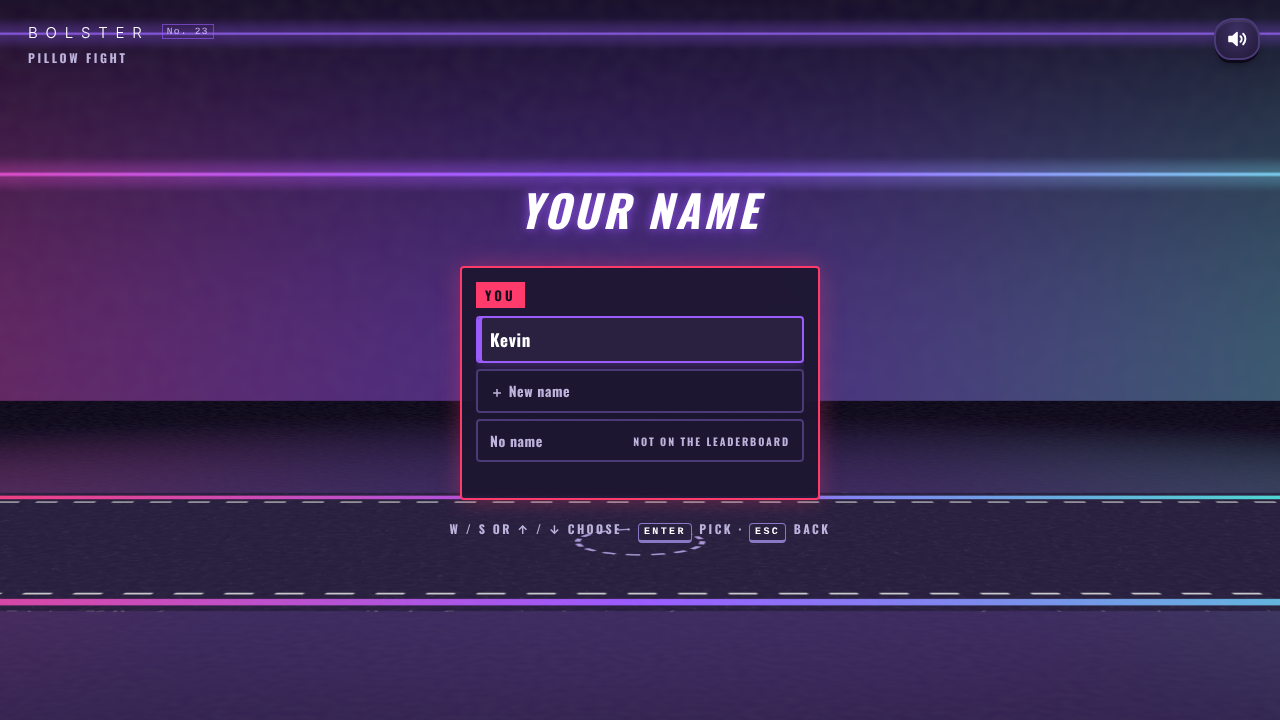 BOLSTER No. 23
PILLOW FIGHT
YOUR NAME
YOU
Kevin
+ New name
No name NOT ON THE LEADERBOARD
W / S OR ↑ / ↓ CHOOSE · ENTER PICK · ESC BACK